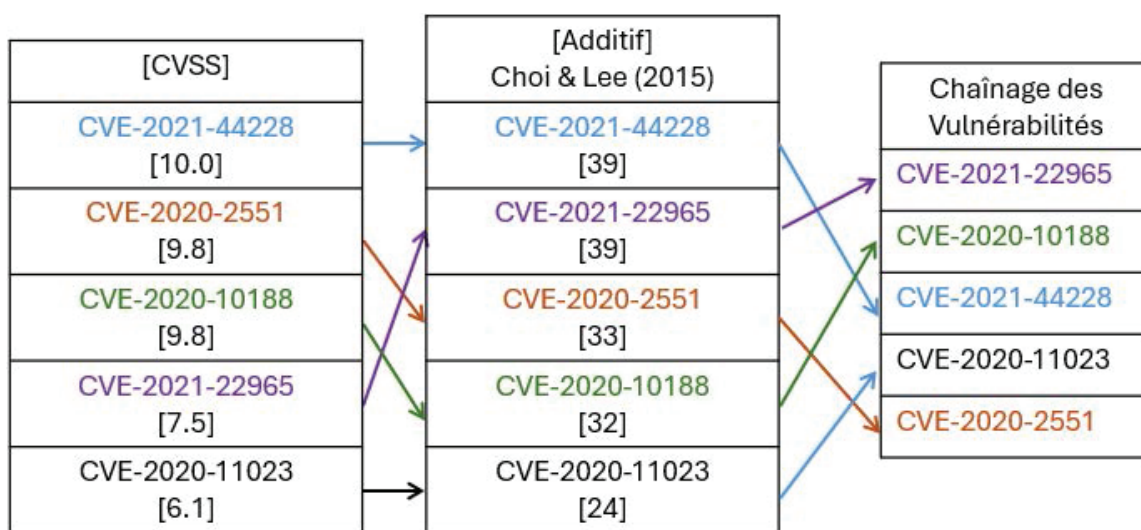 [CVSS]
CVE-2021-44228
[10.0]
CVE-2020-2551
[9.8]
CVE-2020-10188
[9.8]
CVE-2021-22965
[7.5]
CVE-2020-11023
[6.1]
[Additif]
Choi & Lee (2015)
CVE-2021-44228
[39]
CVE-2021-22965
[39]
CVE-2020-2551
[33]
CVE-2020-10188
[32]
CVE-2020-11023
[24]
Chaînage des
Vulnérabilités
CVE-2021-22965
CVE-2020-10188
CVE-2021-44228
CVE-2020-11023
CVE-2020-2551